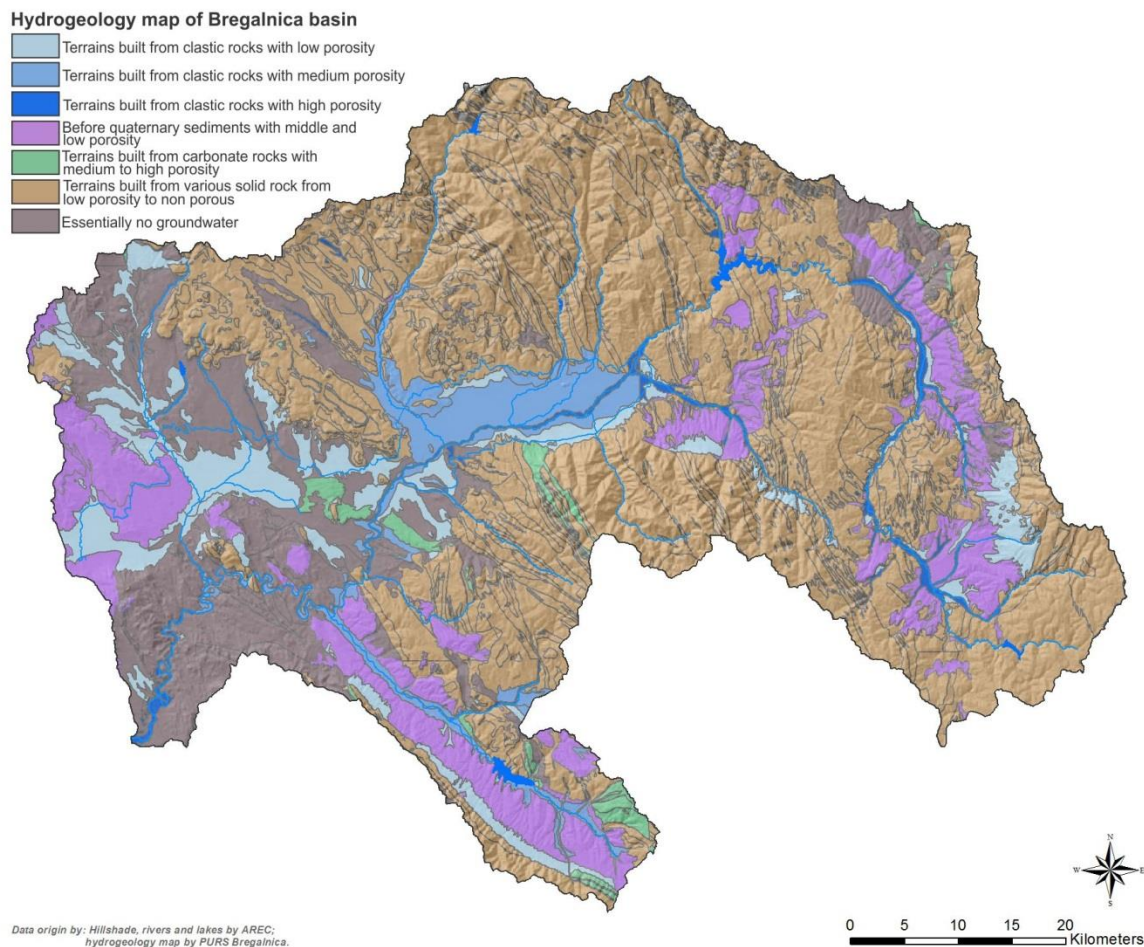 Hydrogeology map of Bregalnica basin
Terrains built from clastic rocks with low porosity
Terrains built from clastic rocks with medium porosity
Terrains built from clastic rocks with high porosity
Before quaternary sediments with middle and
low porosity
Terrains built from carbonate rocks with
medium to high porosity
Terrains built from various solid rock from
low porosity to non porous
Essentially no groundwater
N
W E
S
Data origin by: Hillshade, rivers and lakes by AREC;
hydrogeology map by PURS Bregalnica.
0 5 10 15 20
Kilometers